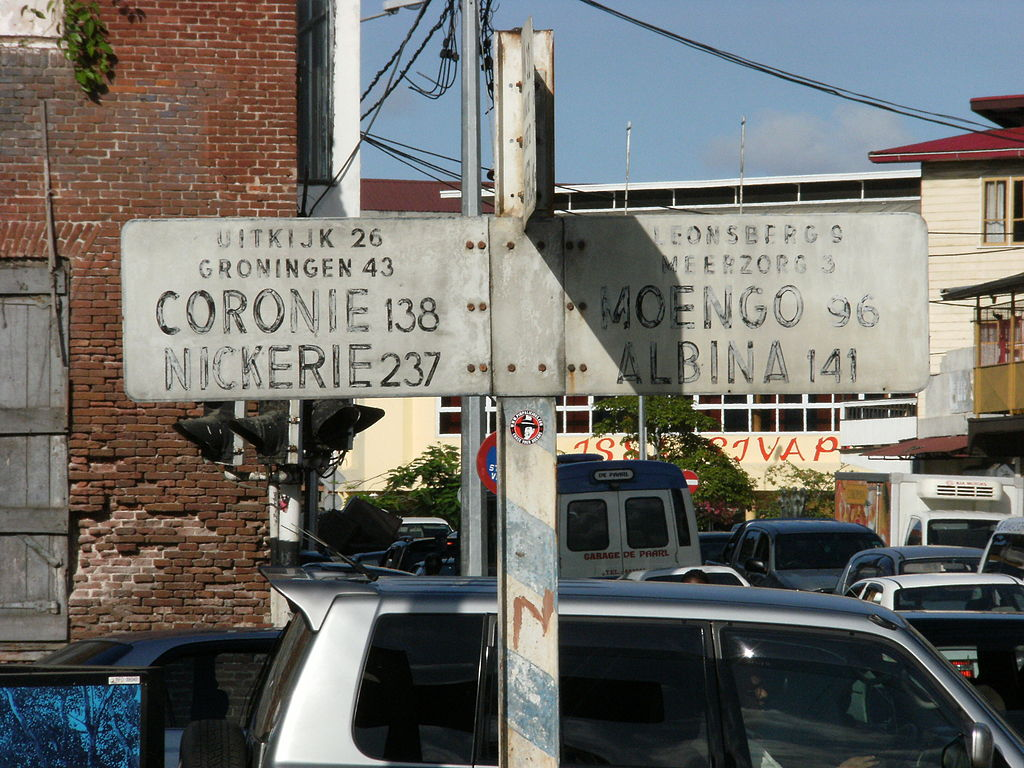 UITKIJK 26
GRONINGEN 43
CORONIE 138
NICKERIE 237
LEONSBERG 9
MEERZORG 3
MOENGO 96
ALBINA 141
DE PAARL
GARAGE DE PAARL